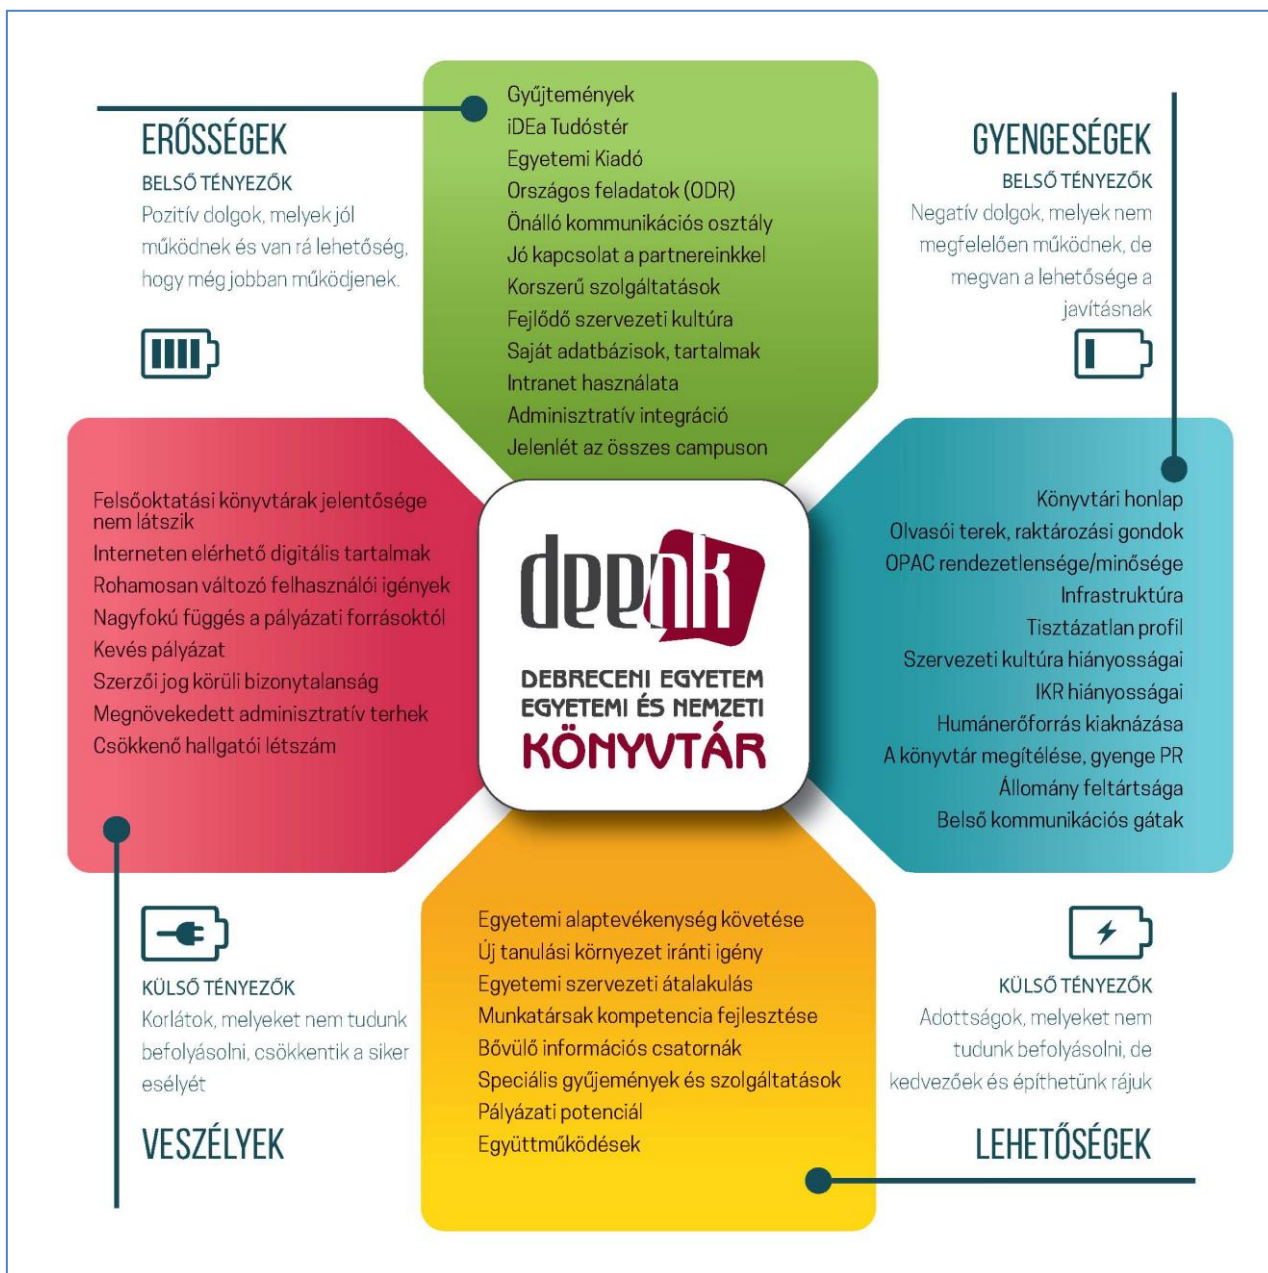 ERŐSSÉGEK
BELSŐ TÉNYEZŐK
Pozitív dolgok, melyek jól
működnek és van rá lehetőség,
hogy még jobban működjenek.
Gyűjtemények
iDEa Tudóstér
Egyetemi Kiadó
Országos feladatok (ODR)
Önálló kommunikációs osztály
Jó kapcsolat a partnereinkkel
Korszerű szolgáltatások
Fejlődő szervezeti kultúra
Saját adatbázisok, tartalmak
Intranet használata
Adminisztratív integráció
Jelenlét az összes campuson
GYENGESÉGEK
BELSŐ TÉNYEZŐK
Negatív dolgok, melyek nem
megfelelően működnek, de
megvan a lehetősége a
javításnak
Könyvtári honlap
Olvasói terek, raktározási gondok
OPAC rendezetlensége/minősége
Infrastruktúra
Tisztázatlan profil
Szervezeti kultúra hiányosságai
IKR hiányosságai
Humánerőforrás kiaknázása
A könyvtár megítélése, gyenge PR
Állomány feltártsága
Belső kommunikációs gátak
deenk
DEBRECENI EGYETEM
EGYETEMI ÉS NEMZETI
KÖNYVTÁR
Felsőoktatási könyvtárak jelentősége
nem látszik
Interneten elérhető digitális tartalmak
Rohamosan változó felhasználói igények
Nagyfokú függés a pályázati forrásoktól
Kevés pályázat
Szerzői jog körüli bizonytalanság
Megnövekedett adminisztratív terhek
Csökkenő hallgatói létszám
KÜLSŐ TÉNYEZŐK
Korlátok, melyeket nem tudunk
befolyásolni, csökkentik a siker
esélyét
VESZÉLYEK
Egyetemi alaptevékenység követése
Új tanulási környezet iránti igény
Egyetemi szervezeti átalakulás
Munkatársak kompetencia fejlesztése
Bővülő információs csatornák
Speciális gyűjemények és szolgáltatások
Pályázati potenciál
Együttműködések
KÜLSŐ TÉNYEZŐK
Adottságok, melyeket nem
tudunk befolyásolni, de
kedvezőek és építhetünk rájuk
LEHETŐSÉGEK